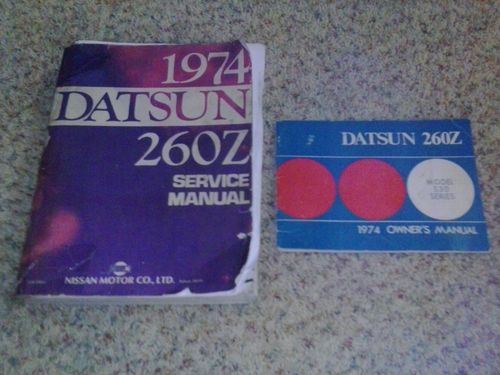 1974
DATSUN
260Z
SERVICE
MANUAL
NISSAN MOTOR CO., LTD.
DATSUN 260Z
MODEL
S30
SERIES
1974 OWNER'S MANUAL